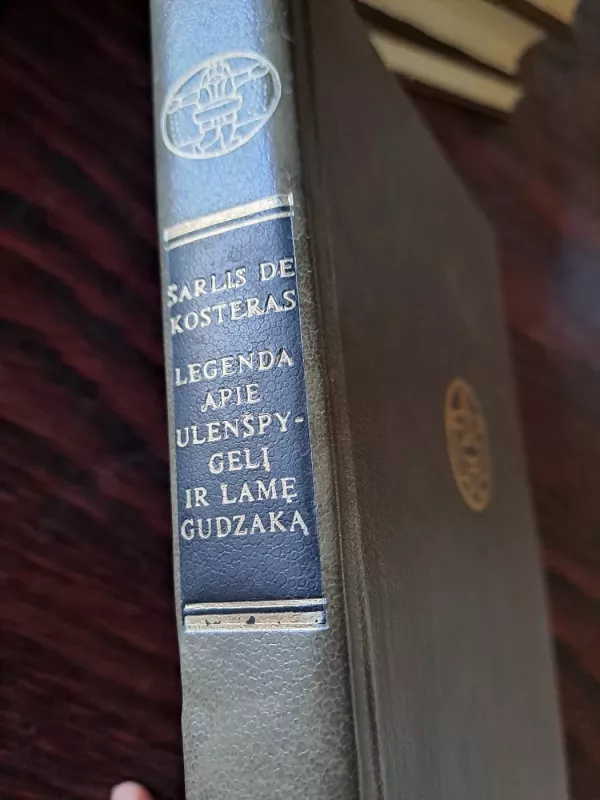 ŠARLIS DE
KOSTERAS
LEGENDA
APIE
ULENŠPY-
GELĮ
IR LAMĘ
GUDZAKĄ